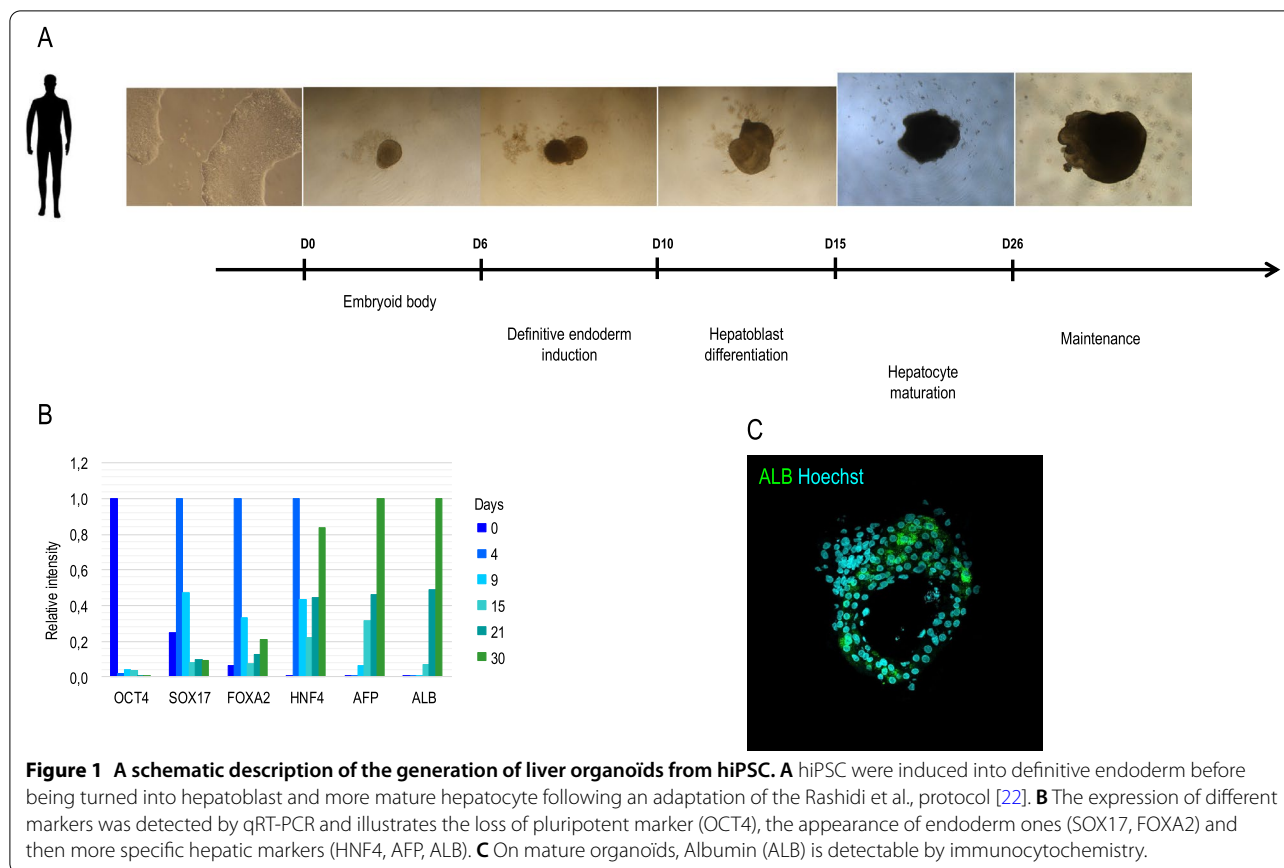 A
D0 D6 D10 D15 D26
Embryoid body
Definitive endoderm
induction
Hepatoblast
differentiation
Hepatocyte
maturation
Maintenance
B
1,2
1,0
0,8
0,6
0,4
0,2
0,0
Relative intensity
OCT4 SOX17 FOXA2 HNF4 AFP ALB
Days
0
4
9
15
21
30
C
ALB Hoechst
Figure 1 A schematic description of the generation of liver organoïds from hiPSC. A hiPSC were induced into definitive endoderm before
being turned into hepatoblast and more mature hepatocyte following an adaptation of the Rashidi et al., protocol [22]. B The expression of different
markers was detected by qRT-PCR and illustrates the loss of pluripotent marker (OCT4), the appearance of endoderm ones (SOX17, FOXA2) and
then more specific hepatic markers (HNF4, AFP, ALB). C On mature organoïds, Albumin (ALB) is detectable by immunocytochemistry.